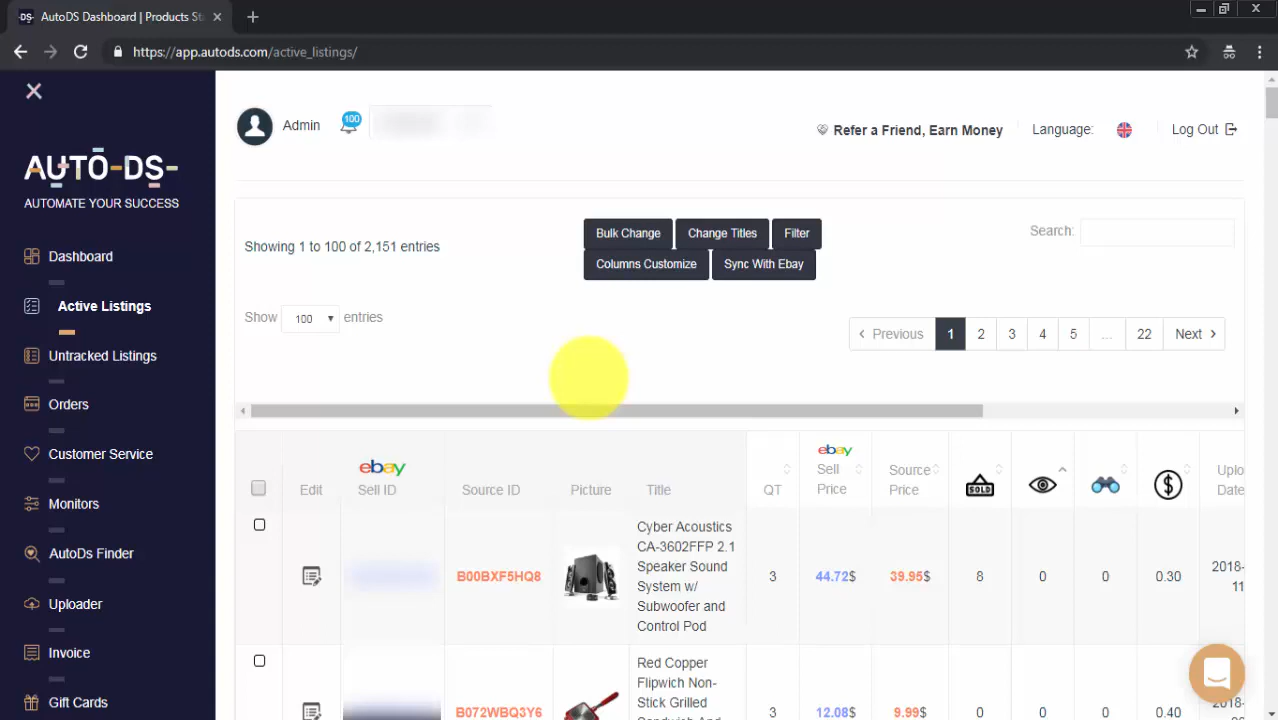 -DS-
AutoDS Dashboard | Products St
https://app.autods.com/active_listings/
AUTO-DS-
AUTOMATE YOUR SUCCESS
Dashboard
Active Listings
Untracked Listings
Orders
Customer Service
Monitors
AutoDs Finder
Uploader
Invoice
Gift Cards
Admin
100
Refer a Friend, Earn Money
Language:
Log Out
Showing 1 to 100 of 2,151 entries
Bulk Change
Change Titles
Filter
Columns Customize
Sync With Ebay
Search:
Show 100 entries
Previous 1 2 3 4 5 ... 22 Next
Edit
ebay
Sell ID
Source ID
Picture
Title
QT
ebay
Sell
Price
Source
Price
SOLD
$
Uplo
Date
B00BXF5HQ8
Cyber Acoustics
CA-3602FFP 2.1
Speaker Sound
System w/
Subwoofer and
Control Pod
3
44.72$
39.95$
8
0
0
0.30
2018-
11
B072WBQ3Y6
Red Copper
Flipwich Non-
Stick Grilled
Sandwich And
3
12.08$
9.99$
0
0
0
0.40
2018-